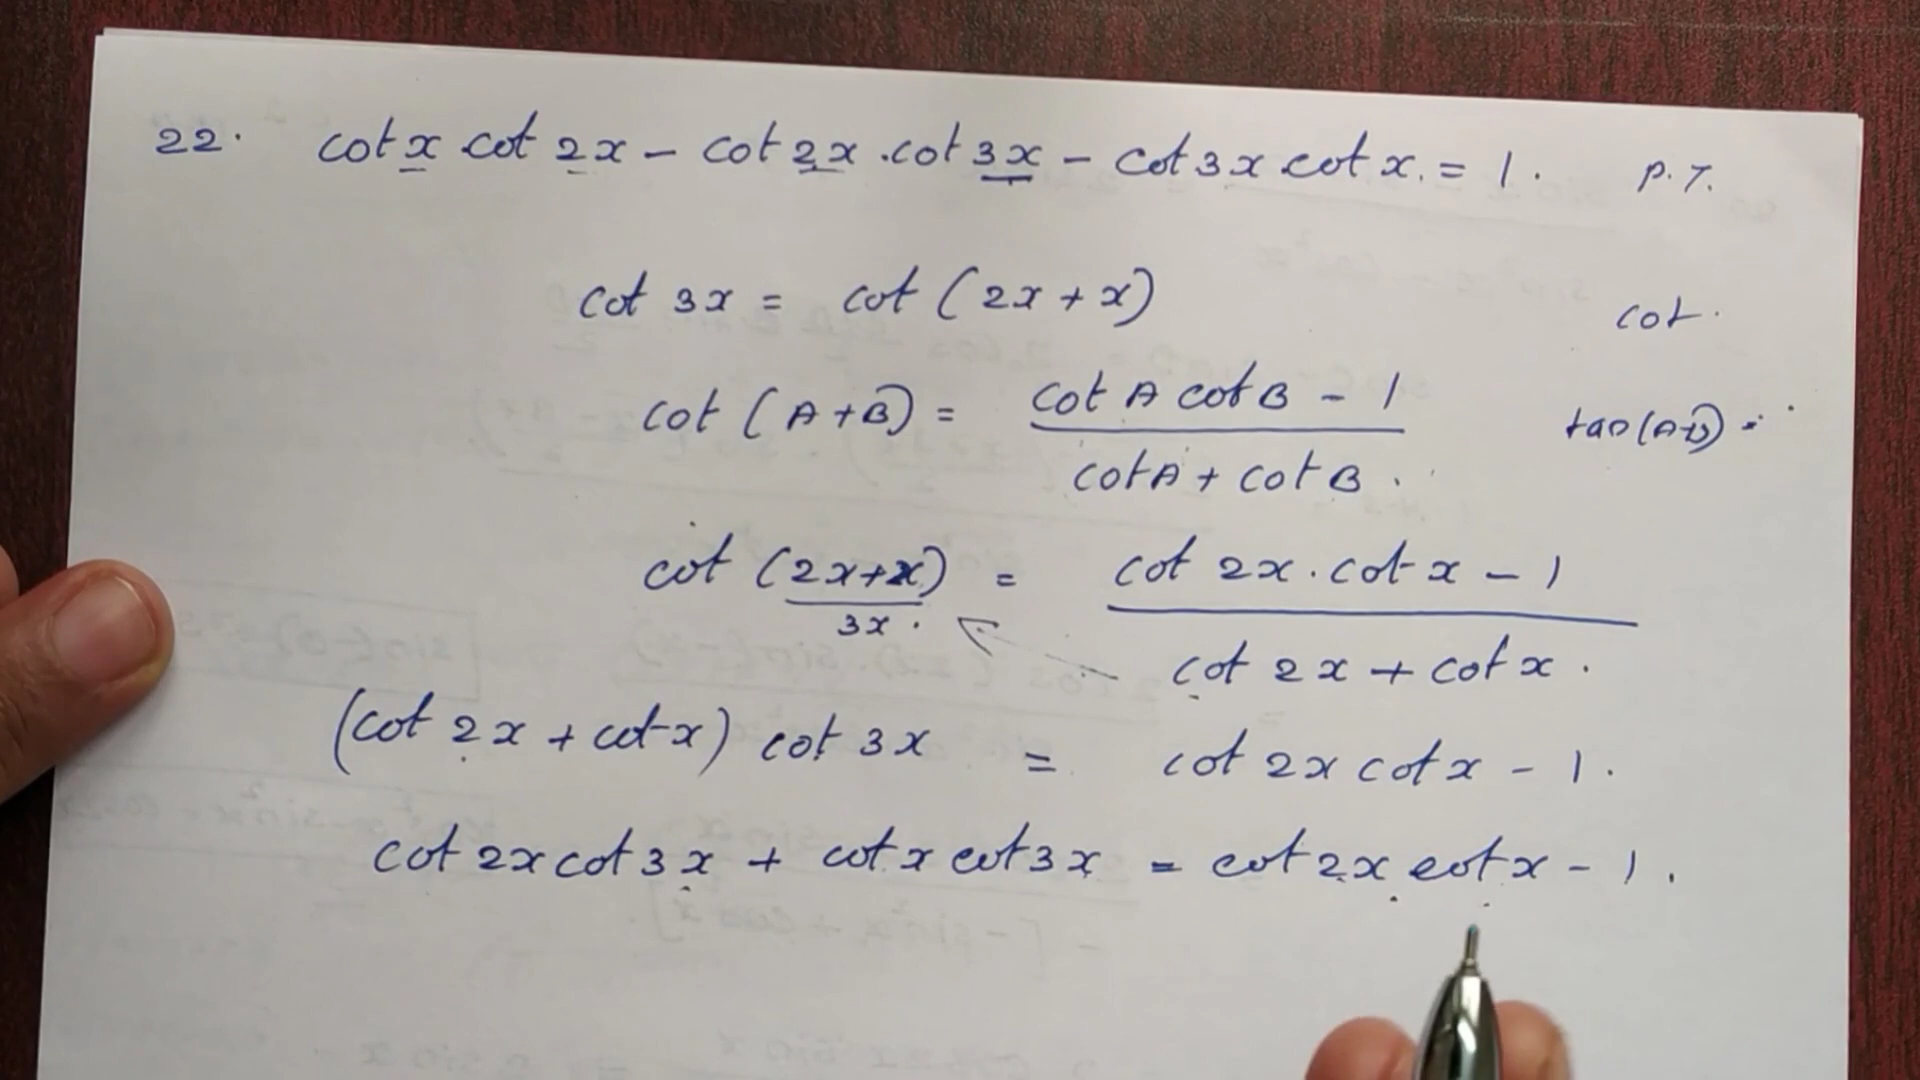 22. cot x cot 2x - cot 2x . cot 3x - cot 3x cot x . = 1 . P.T.
cot 3x = cot (2x + x)
cot .
cot (A+B) = cot A cot B - 1
cot A + cot B .
tan(A+B) =
cot (2x+x) = cot 2x . cot x - 1
3x .
cot 2x + cot x .
(cot 2x + cot x) cot 3x = cot 2x cot x - 1 .
cot 2x cot 3x + cot x cot 3x = cot 2x cot x - 1 .